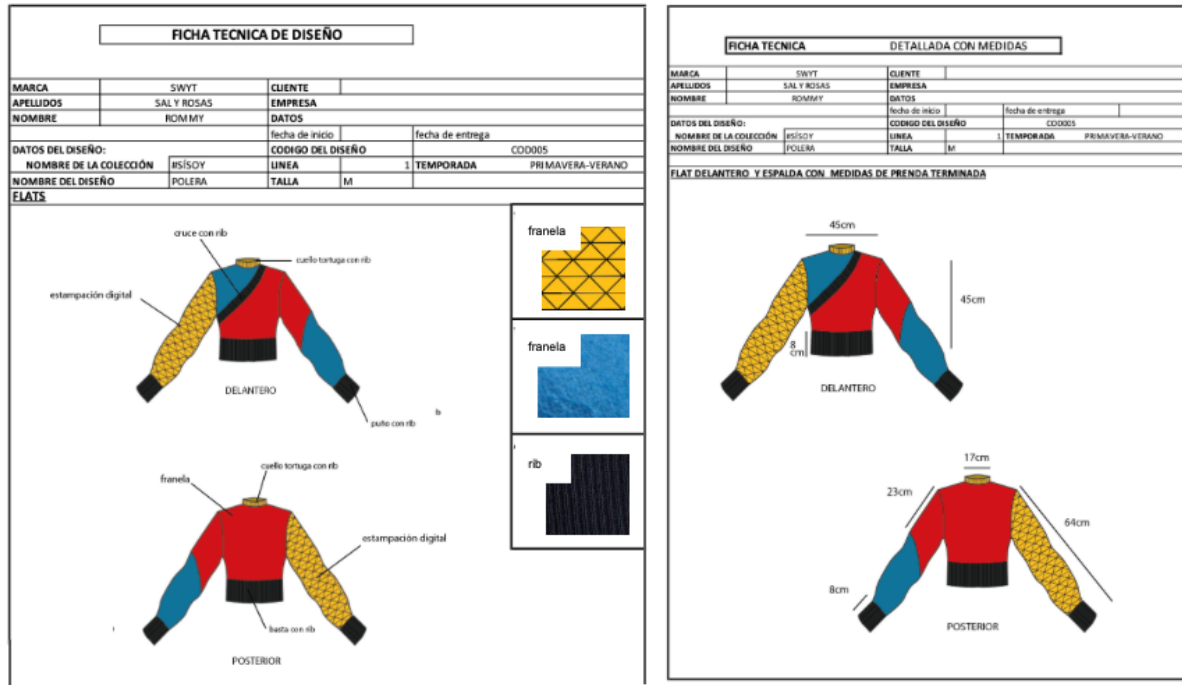 FICHA TECNICA DE DISEÑO
MARCA SWYT CLIENTE
APELLIDOS SAL Y ROSAS EMPRESA
NOMBRE ROMMY DATOS
fecha de inicio fecha de entrega
DATOS DEL DISEÑO: CODIGO DEL DISEÑO COD005
NOMBRE DE LA COLECCIÓN #SÍSOY LINEA 1 TEMPORADA PRIMAVERA-VERANO
NOMBRE DEL DISEÑO POLERA TALLA M
FLATS
cruce con rib
cuello tortuga con rib
estampación digital
DELANTERO
puño con rib
b
franela
franela
rib
cuello tortuga con rib
franela
estampación digital
basta con rib
POSTERIOR
FICHA TECNICA DETALLADA CON MEDIDAS
MARCA SWYT CLIENTE
APELLIDOS SAL Y ROSAS EMPRESA
NOMBRE ROMMY DATOS
fecha de inicio fecha de entrega
DATOS DEL DISEÑO: CODIGO DEL DISEÑO COD005
NOMBRE DE LA COLECCIÓN #SÍSOY LINEA 1 TEMPORADA PRIMAVERA-VERANO
NOMBRE DEL DISEÑO POLERA TALLA M
FLAT DELANTERO Y ESPALDA CON MEDIDAS DE PRENDA TERMINADA
45cm
45cm
8
cm
DELANTERO
17cm
23cm
64cm
8cm
POSTERIOR